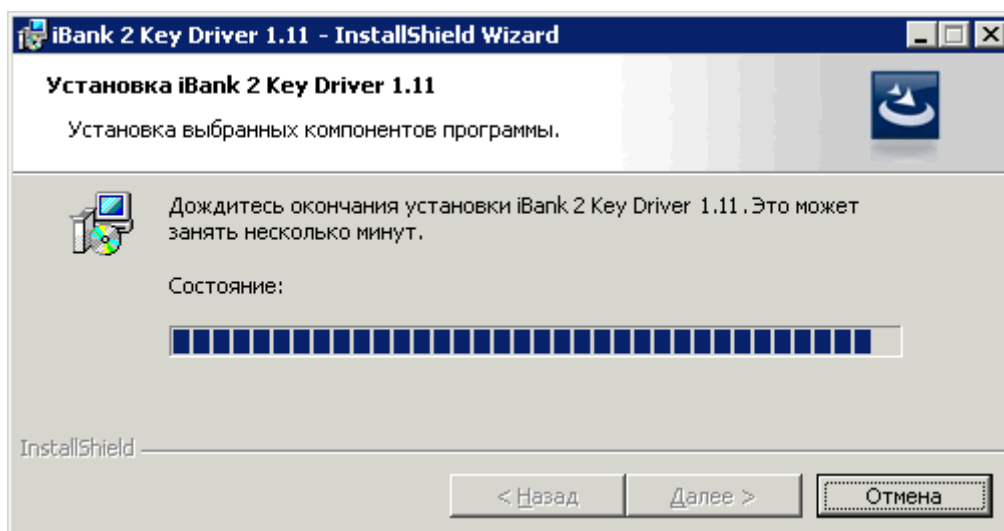 iBank 2 Key Driver 1.11 - InstallShield Wizard
Установка iBank 2 Key Driver 1.11
Установка выбранных компонентов программы.
Дождитесь окончания установки iBank 2 Key Driver 1.11. Это может
занять несколько минут.
Состояние:
InstallShield
< Назад
Далее >
Отмена